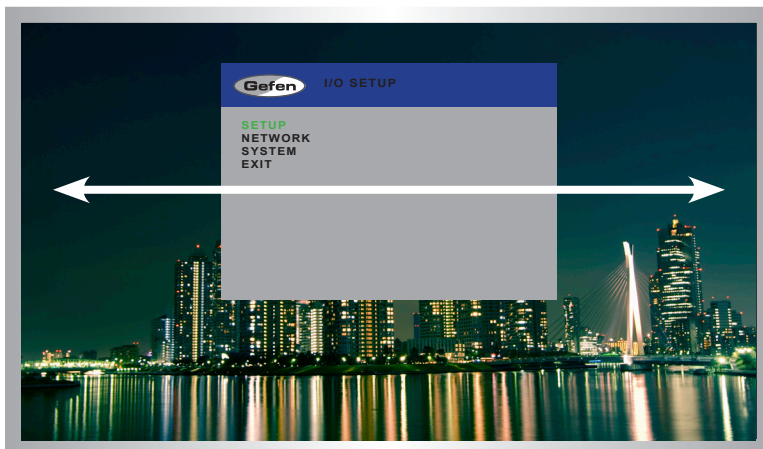 Gefen
I/O SETUP
SETUP
NETWORK
SYSTEM
EXIT